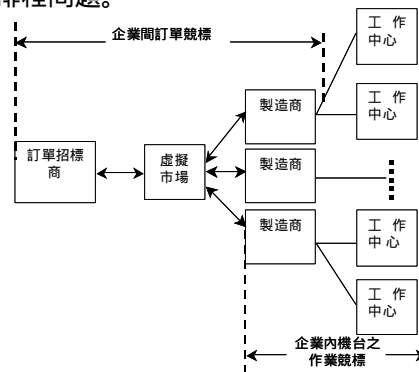 排程問題。
企業間訂單競標
工 作
中心
製造商
工 作
中心
訂單招標
商
虛擬
市場
製造商
製造商
工 作
中心
工 作
中心
企業內機台之
作業競標